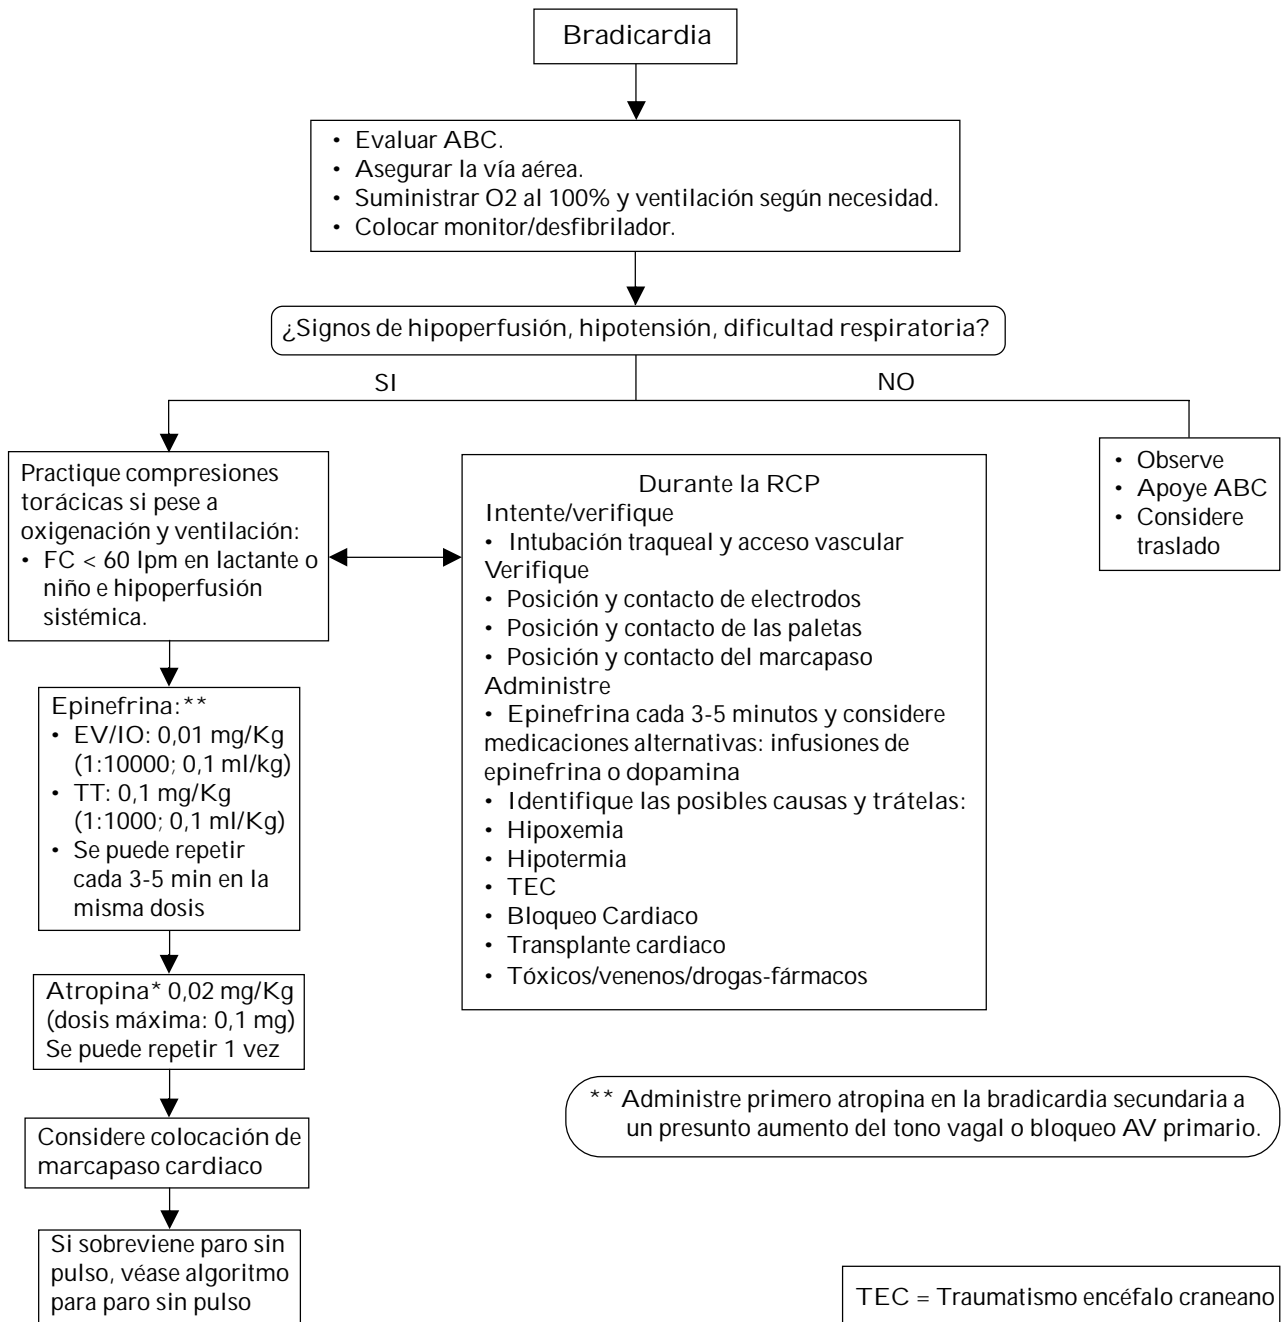 Bradicardia
• Evaluar ABC.
• Asegurar la vía aérea.
• Suministrar O2 al 100% y ventilación según necesidad.
• Colocar monitor/desfibrilador.
¿Signos de hipoperfusión, hipotensión, dificultad respiratoria?
SI
NO
Practique compresiones
torácicas si pese a
oxigenación y ventilación:
• FC < 60 lpm en lactante o
niño e hipoperfusión
sistémica.
Durante la RCP
Intente/verifique
• Intubación traqueal y acceso vascular
Verifique
• Posición y contacto de electrodos
• Posición y contacto de las paletas
• Posición y contacto del marcapaso
Administre
• Epinefrina cada 3-5 minutos y considere
medicaciones alternativas: infusiones de
epinefrina o dopamina
• Identifique las posibles causas y trátelas:
• Hipoxemia
• Hipotermia
• TEC
• Bloqueo Cardiaco
• Transplante cardiaco
• Tóxicos/venenos/drogas-fármacos
• Observe
• Apoye ABC
• Considere
traslado
Epinefrina:**
• EV/IO: 0,01 mg/Kg
(1:10000; 0,1 ml/kg)
• TT: 0,1 mg/Kg
(1:1000; 0,1 ml/Kg)
• Se puede repetir
cada 3-5 min en la
misma dosis
Atropina* 0,02 mg/Kg
(dosis máxima: 0,1 mg)
Se puede repetir 1 vez
Considere colocación de
marcapaso cardiaco
Si sobreviene paro sin
pulso, véase algoritmo
para paro sin pulso
** Administre primero atropina en la bradicardia secundaria a
un presunto aumento del tono vagal o bloqueo AV primario.
TEC = Traumatismo encéfalo craneano